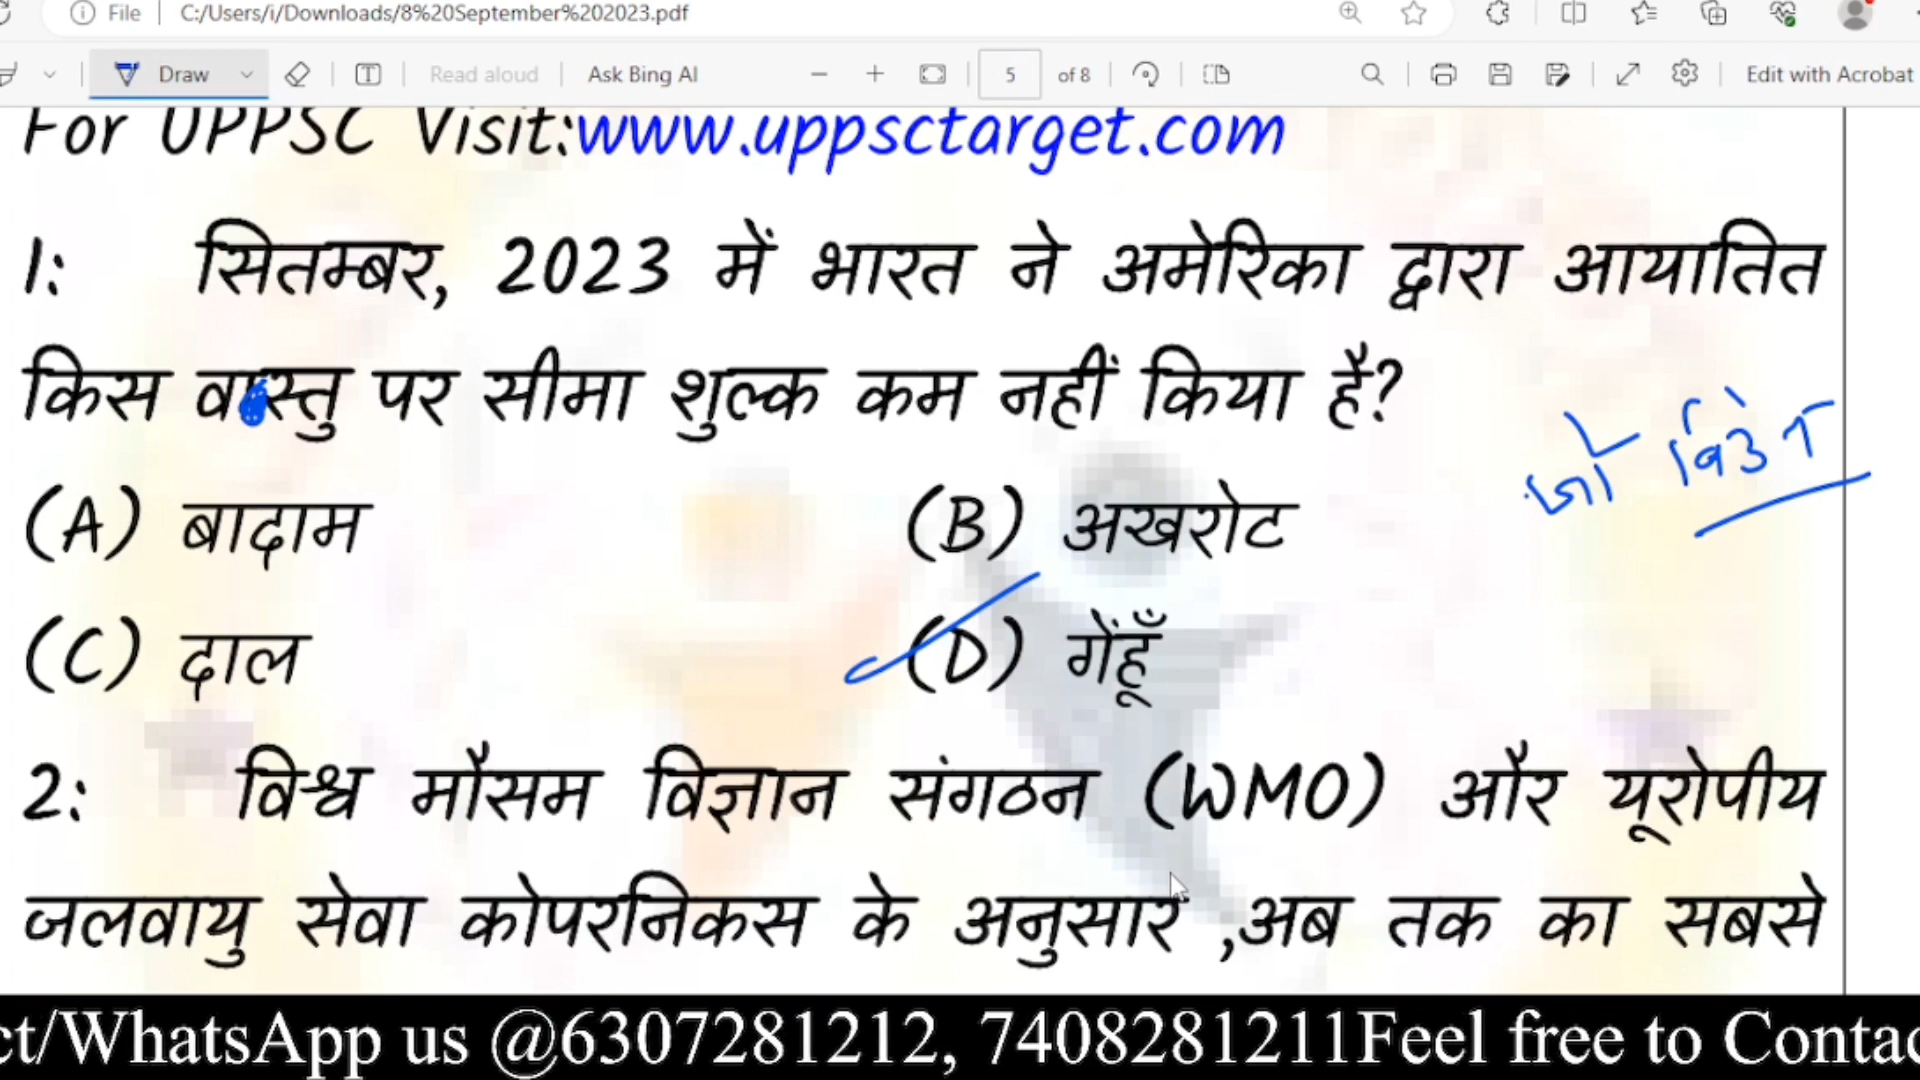 File C:/Users/i/Downloads/8%20September%202023.pdf
Draw Read aloud Ask Bing AI 5 of 8 Edit with Acrobat
For UPPSC Visit:www.uppsctarget.com
1: सितम्बर, 2023 में भारत ने अमेरिका द्वारा आयातित
किस वास्तु पर सीमा शुल्क कम नहीं किया है?
(A) बादाम (B) अखरोट
(C) दाल (D) गेंहूँ
2: विश्व मौसम विज्ञान संगठन (WMO) और यूरोपीय
जलवायु सेवा कोपरनिकस के अनुसार ,अब तक का सबसे
ct/WhatsApp us @6307281212, 7408281211Feel free to Contac